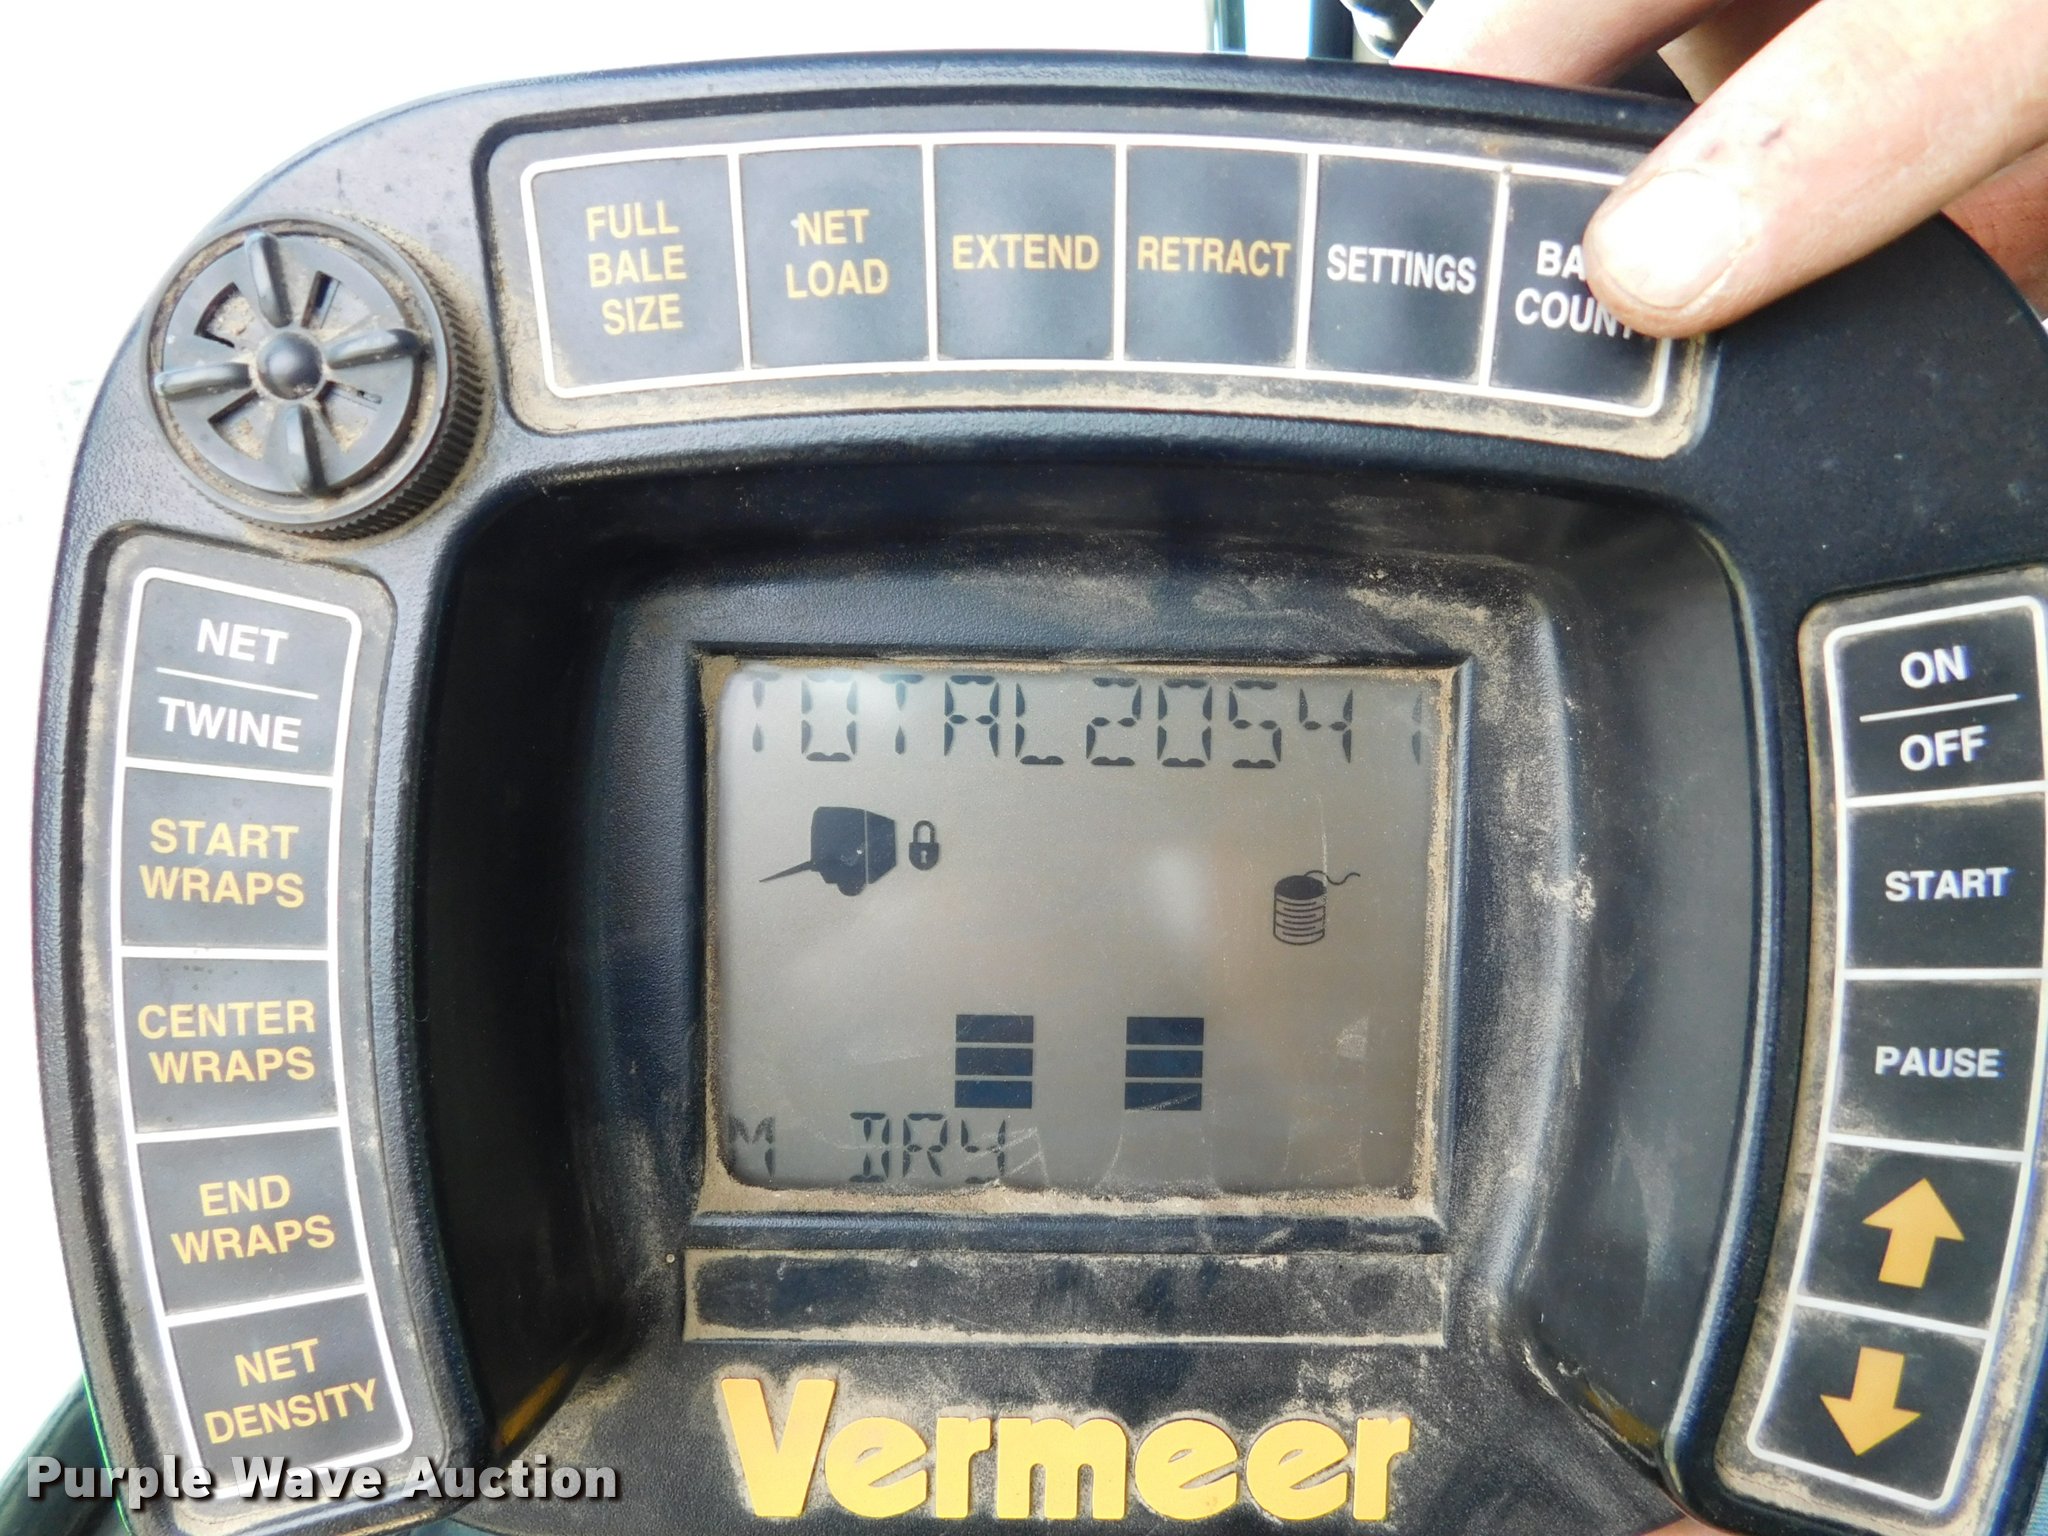 FULL
BALE
SIZE
NET
LOAD
EXTEND
RETRACT
SETTINGS
COUNT
NET
TWINE
START
WRAPS
CENTER
WRAPS
END
WRAPS
NET
DENSITY
TOTAL20541
M DRY
ON
OFF
START
PAUSE
Vermeer
Purple Wave Auction